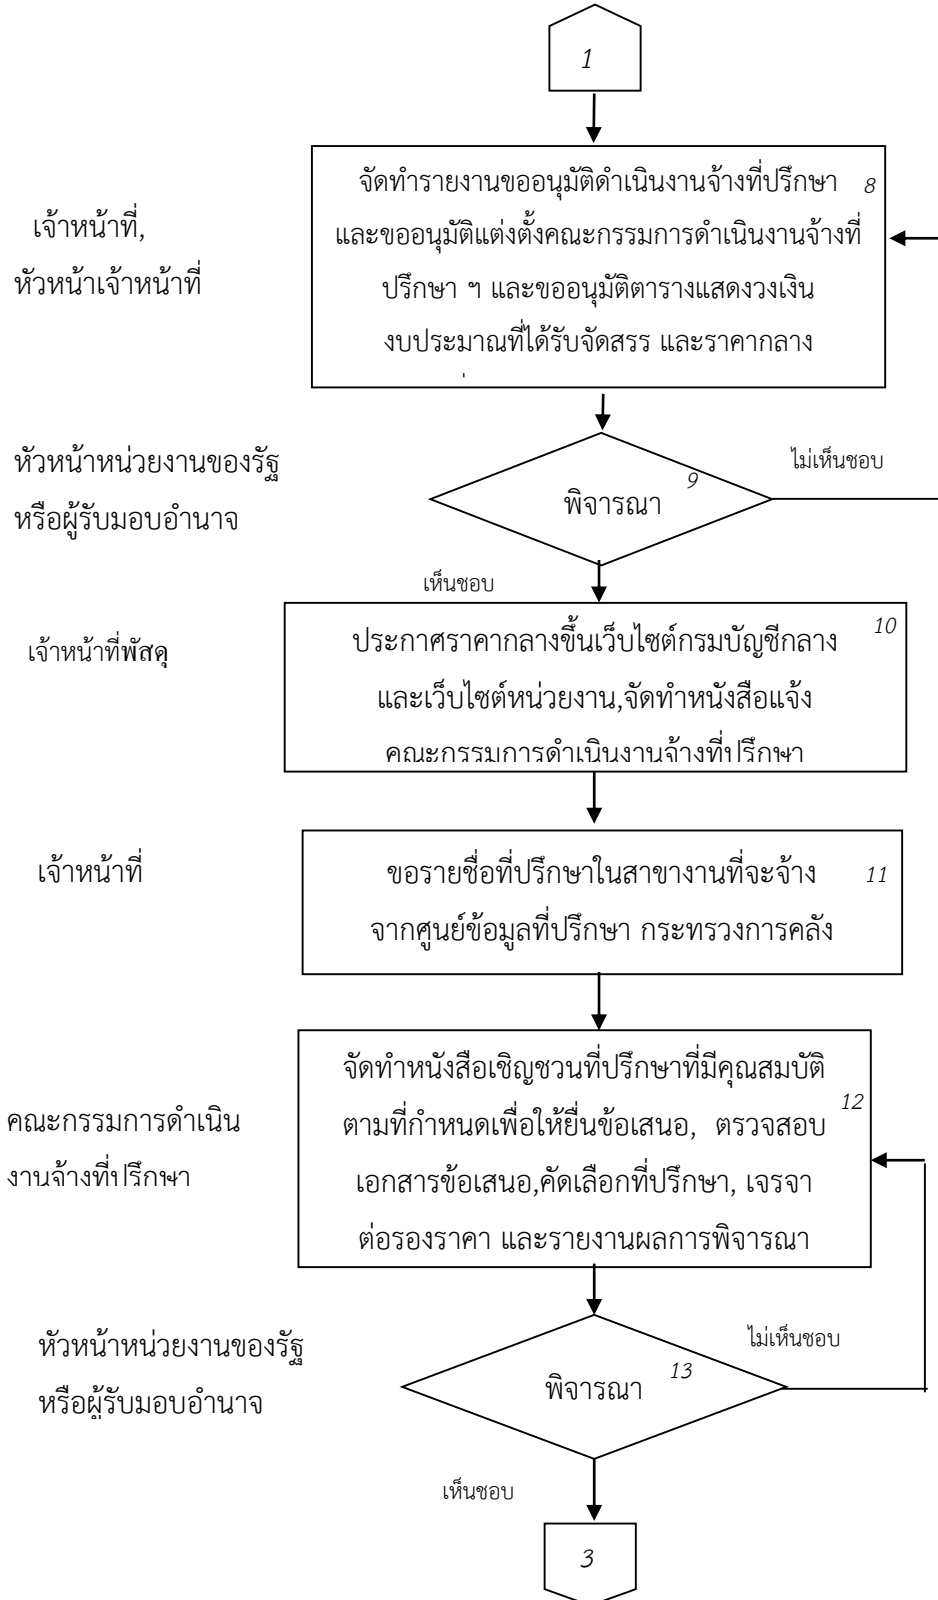 1
จัดทำรายงานขออนุมัติดำเนินงานจ้างที่ปรึกษา 8
และขออนุมัติแต่งตั้งคณะกรรมการดำเนินงานจ้างที่
ปรึกษา ฯ และขออนุมัติตารางแสดงวงเงิน
งบประมาณที่ได้รับจัดสรร และราคากลาง
เจ้าหน้าที่,
หัวหน้าเจ้าหน้าที่
หัวหน้าหน่วยงานของรัฐ
หรือผู้รับมอบอำนาจ
พิจารณา 9
ไม่เห็นชอบ
เห็นชอบ
เจ้าหน้าที่พัสดุ
ประกาศราคากลางขึ้นเว็บไซต์กรมบัญชีกลาง 10
และเว็บไซต์หน่วยงาน,จัดทำหนังสือแจ้ง
คณะกรรมการดำเนินงานจ้างที่ปรึกษา
เจ้าหน้าที่
ขอรายชื่อที่ปรึกษาในสาขางานที่จะจ้าง 11
จากศูนย์ข้อมูลที่ปรึกษา กระทรวงการคลัง
คณะกรรมการดำเนิน
งานจ้างที่ปรึกษา
จัดทำหนังสือเชิญชวนที่ปรึกษาที่มีคุณสมบัติ
ตามที่กำหนดเพื่อให้ยื่นข้อเสนอ, ตรวจสอบ 12
เอกสารข้อเสนอ,คัดเลือกที่ปรึกษา, เจรจา
ต่อรองราคา และรายงานผลการพิจารณา
หัวหน้าหน่วยงานของรัฐ
หรือผู้รับมอบอำนาจ
พิจารณา 13
ไม่เห็นชอบ
เห็นชอบ
3